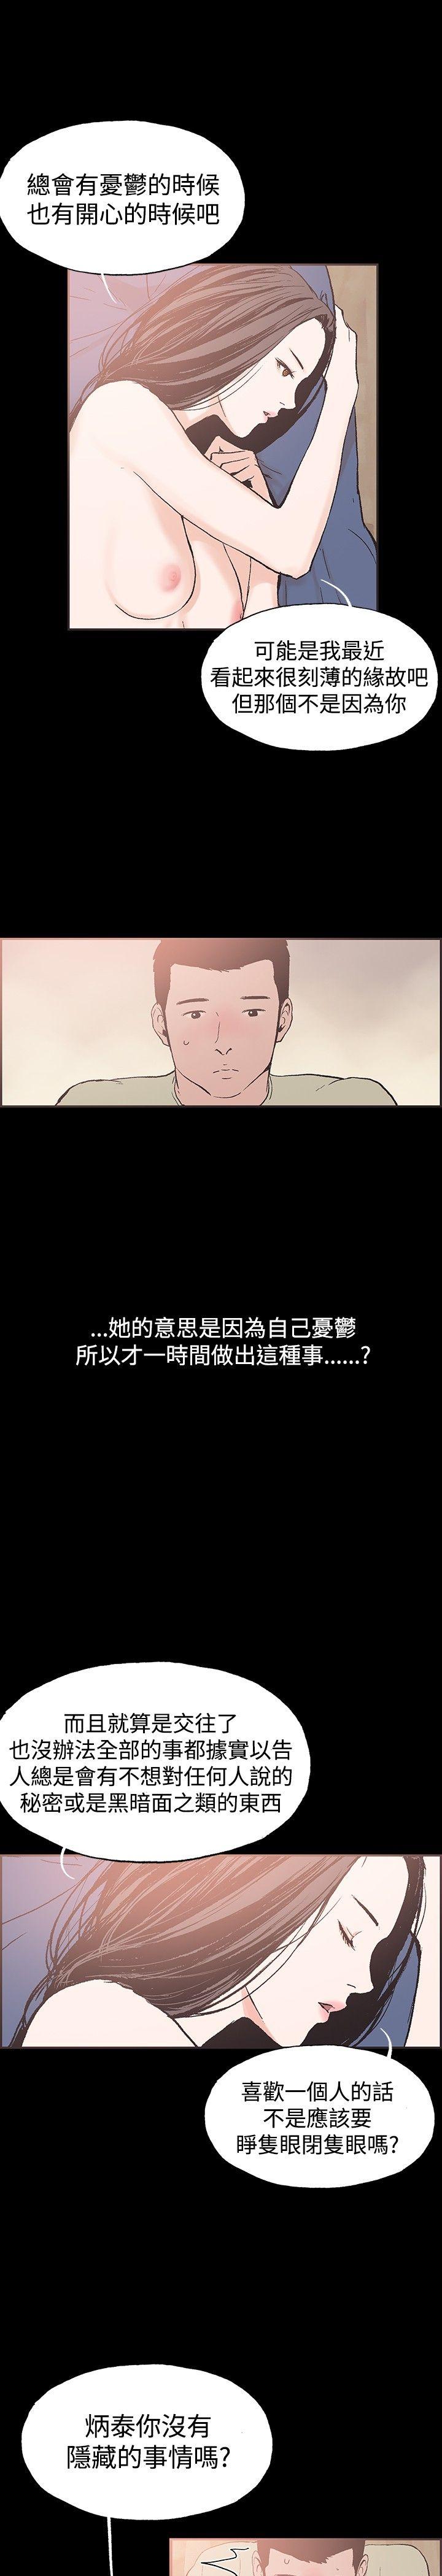 總會有憂鬱的時候
也有開心的時候吧
可能是我最近
看起來很刻薄的緣故吧
但那個不是因為你
...她的意思是因為自己憂鬱
所以才一時間做出這種事......?
而且就算是交往了
也沒辦法全部的事都據實以告
人總是會有不想對任何人說的
秘密或是黑暗面之類的東西
喜歡一個人的話
不是應該要
睜隻眼閉隻眼嗎?
炳泰你沒有
隱藏的事情嗎?